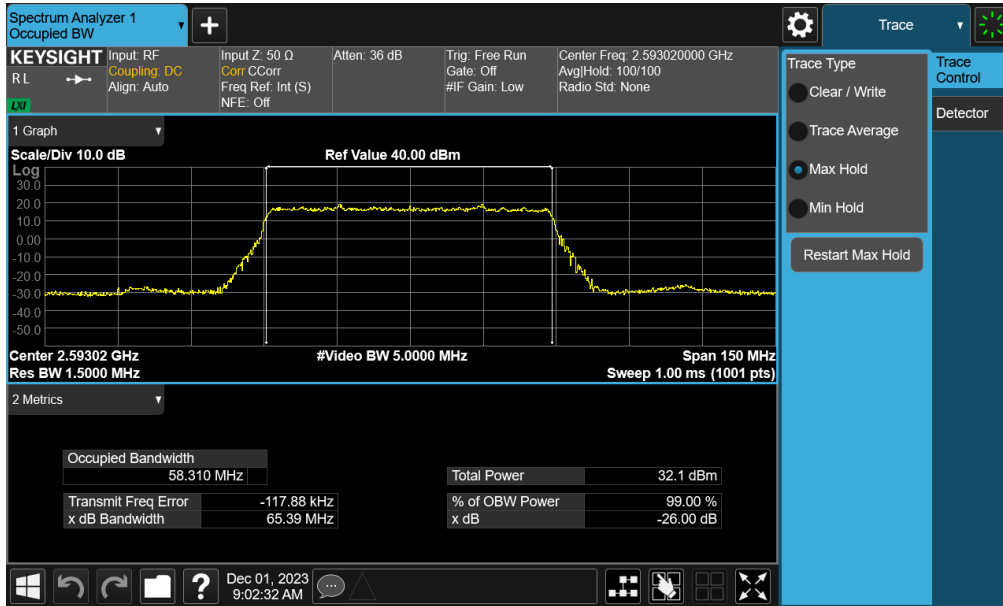 Spectrum Analyzer 1
Occupied BW
+
Trace
KEYSIGHT
R L
LXI
Input: RF
Coupling: DC
Align: Auto
Input Z: 50 Ω
Corr CCorr
Freq Ref: Int (S)
NFE: Off
Atten: 36 dB
Trig: Free Run
Gate: Off
#IF Gain: Low
Center Freq: 2.593020000 GHz
Avg|Hold: 100/100
Radio Std: None
Trace Type
Clear / Write
Trace Average
Max Hold
Min Hold
Restart Max Hold
Trace
Control
Detector
1 Graph
Scale/Div 10.0 dB
Ref Value 40.00 dBm
Log
30.0
20.0
10.0
0.00
-10.0
-20.0
-30.0
-40.0
-50.0
Center 2.59302 GHz
#Video BW 5.0000 MHz
Span 150 MHz
Res BW 1.5000 MHz
Sweep 1.00 ms (1001 pts)
2 Metrics
Occupied Bandwidth
58.310 MHz
Total Power 32.1 dBm
Transmit Freq Error -117.88 kHz
% of OBW Power 99.00 %
x dB Bandwidth 65.39 MHz
x dB -26.00 dB
?
Dec 01, 2023
9:02:32 AM